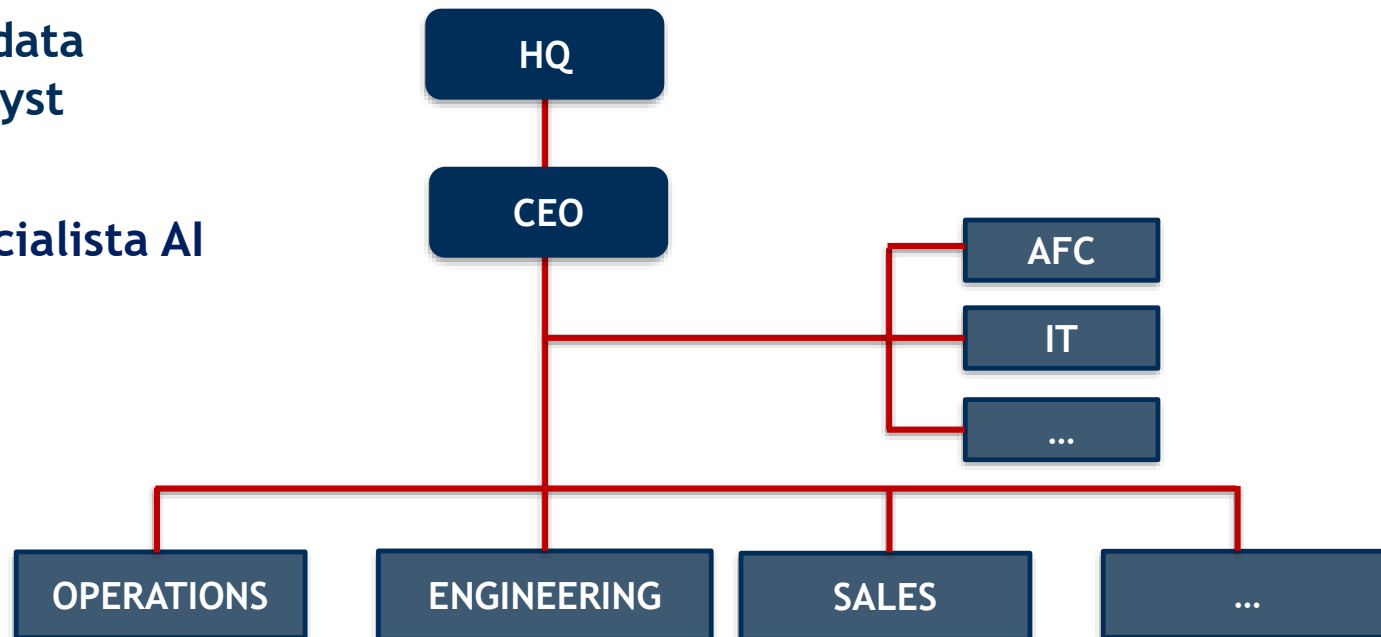 data
yst
cialista AI
HQ
CEO
AFC
IT
...
OPERATIONS
ENGINEERING
SALES
...